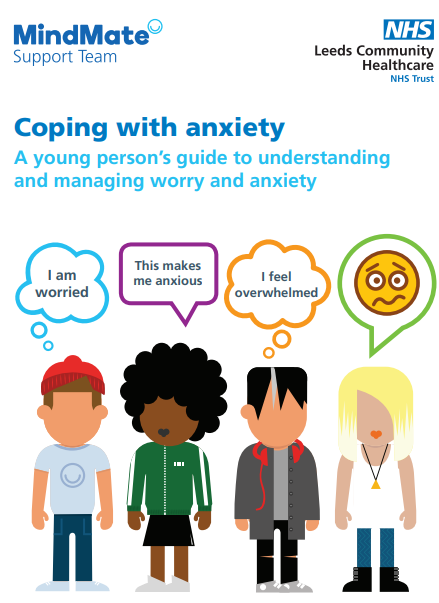 MindMate
Support Team
NHS
Leeds Community
Healthcare
NHS Trust
Coping with anxiety
A young person's guide to understanding
and managing worry and anxiety
I am
worried
This makes
me anxious
I feel
overwhelmed